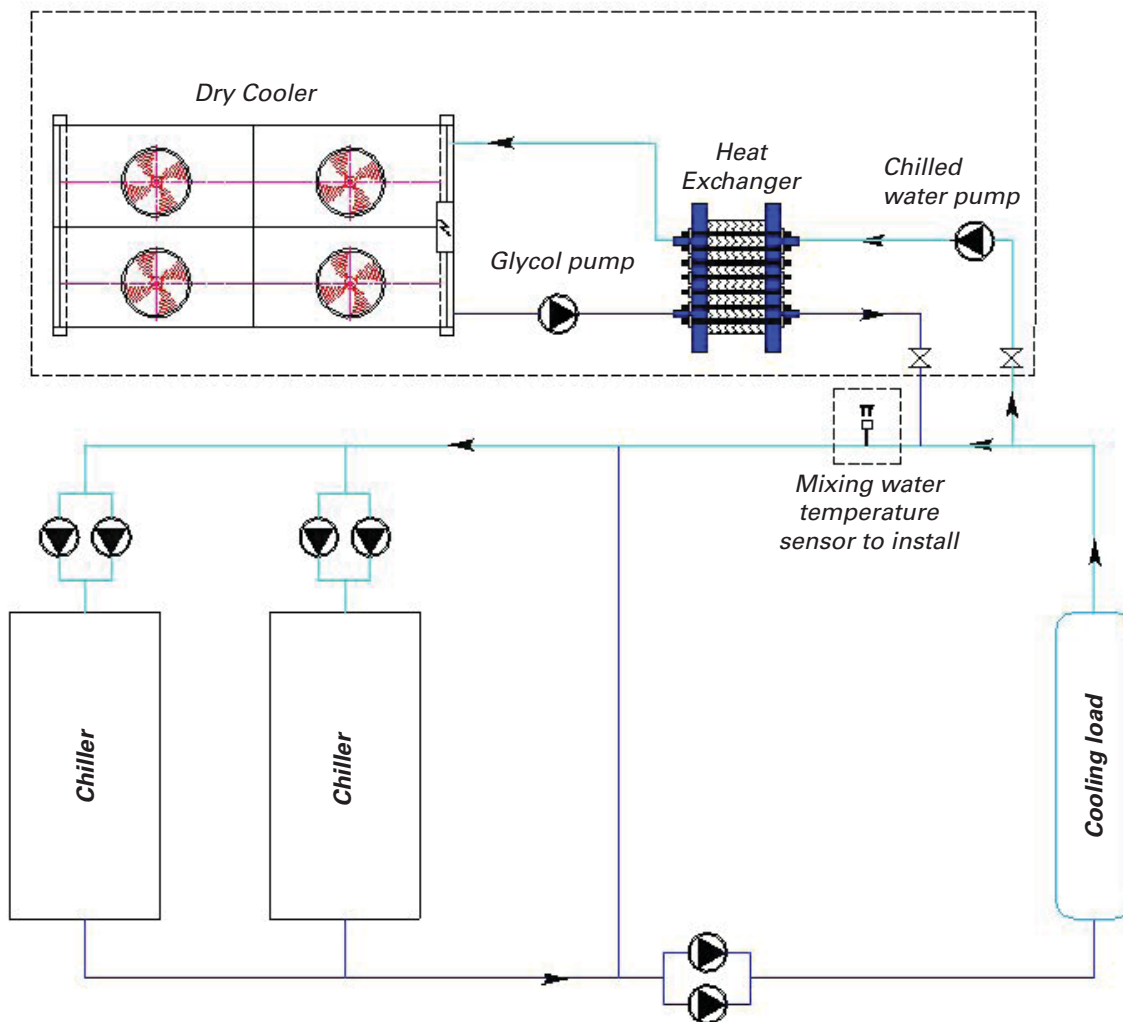 Dry Cooler
Heat
Exchanger
Chilled
water pump
Glycol pump
Mixing water
temperature
sensor to install
Chiller
Chiller
Cooling load